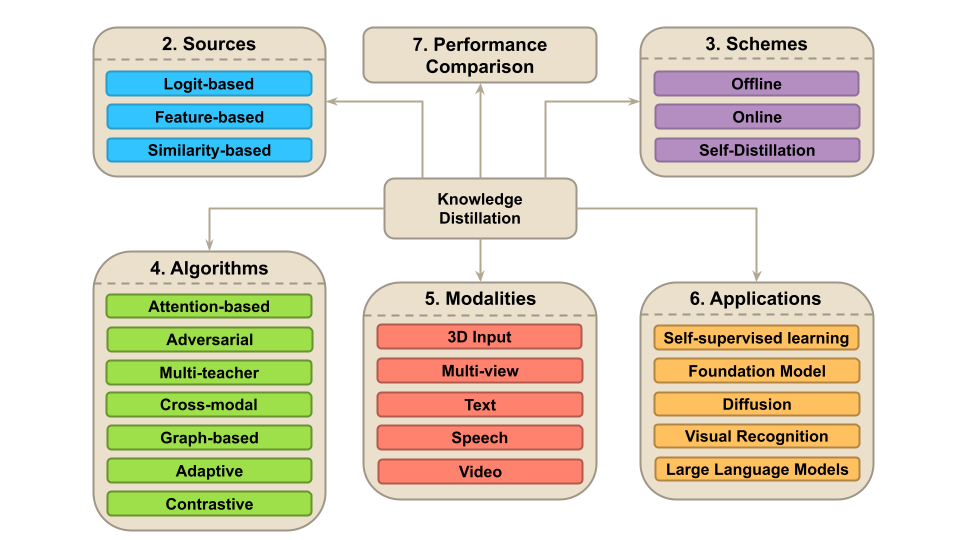 2. Sources
Logit-based
Feature-based
Similarity-based
7. Performance
Comparison
3. Schemes
Offline
Online
Self-Distillation
Knowledge
Distillation
4. Algorithms
Attention-based
Adversarial
Multi-teacher
Cross-modal
Graph-based
Adaptive
Contrastive
5. Modalities
3D Input
Multi-view
Text
Speech
Video
6. Applications
Self-supervised learning
Foundation Model
Diffusion
Visual Recognition
Large Language Models